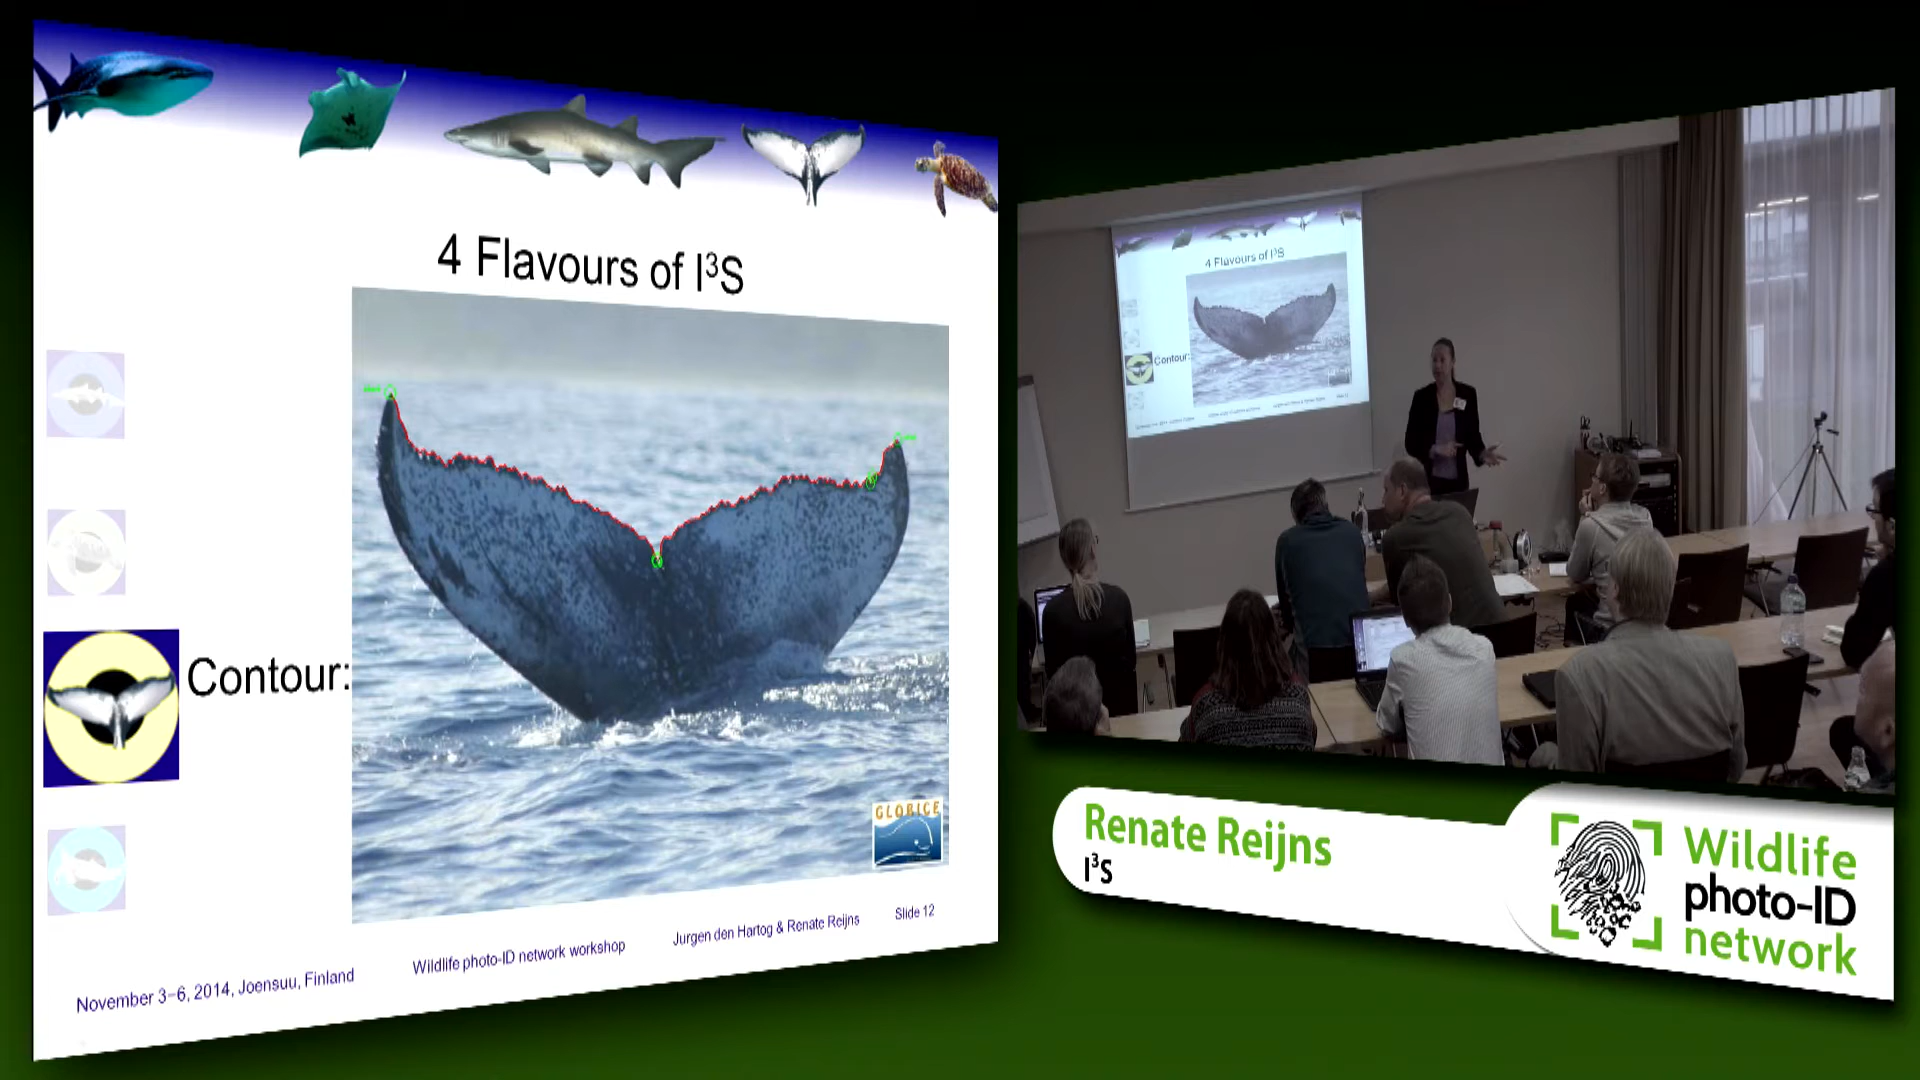 4 Flavours of I³S
Contour:
GLOBICE
November 3-6, 2014, Joensuu, Finland
Wildlife photo-ID network workshop
Jurgen den Hartog & Renate Reijns
Slide 12
4 Flavours of I³S
Contour:
Renate Reijns
I³S
Wildlife
photo-ID
network